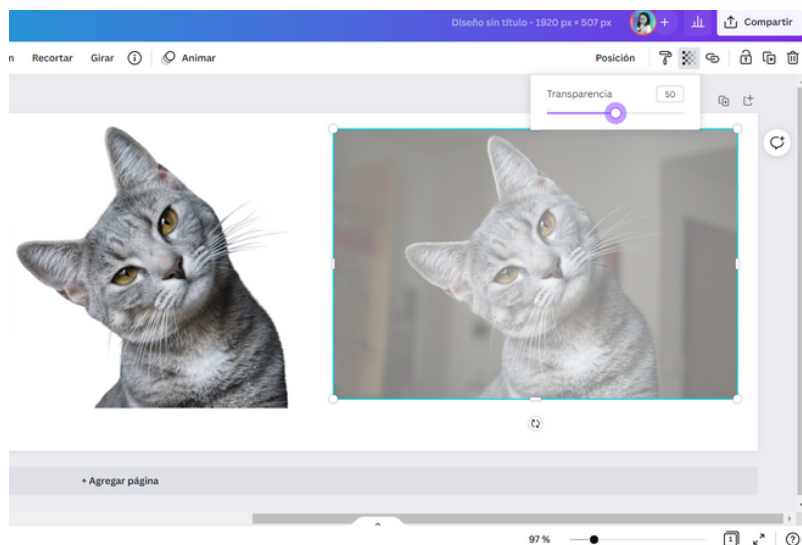 Diseño sin título - 1920 px × 507 px
+
Compartir
Recortar Girar Animar Posición
Transparencia 50
+ Agregar página
97 %
1